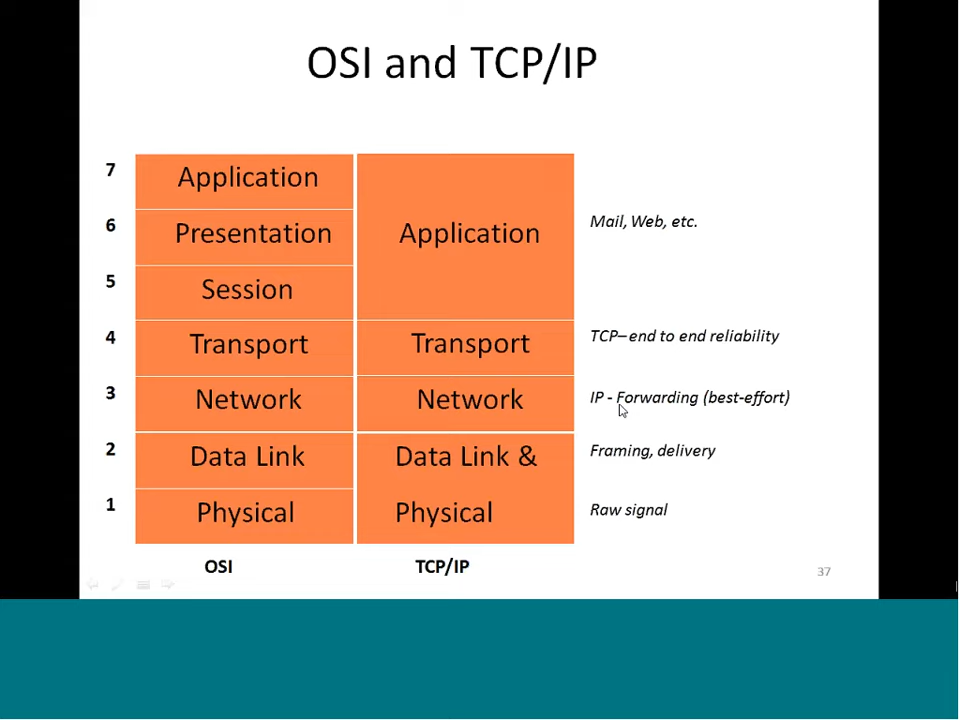 OSI and TCP/IP
7
Application
6
Presentation
Application
Mail, Web, etc.
5
Session
4
Transport
Transport
TCP– end to end reliability
3
Network
Network
IP - Forwarding (best-effort)
2
Data Link
Data Link &
Framing, delivery
1
Physical
Physical
Raw signal
OSI
TCP/IP
37